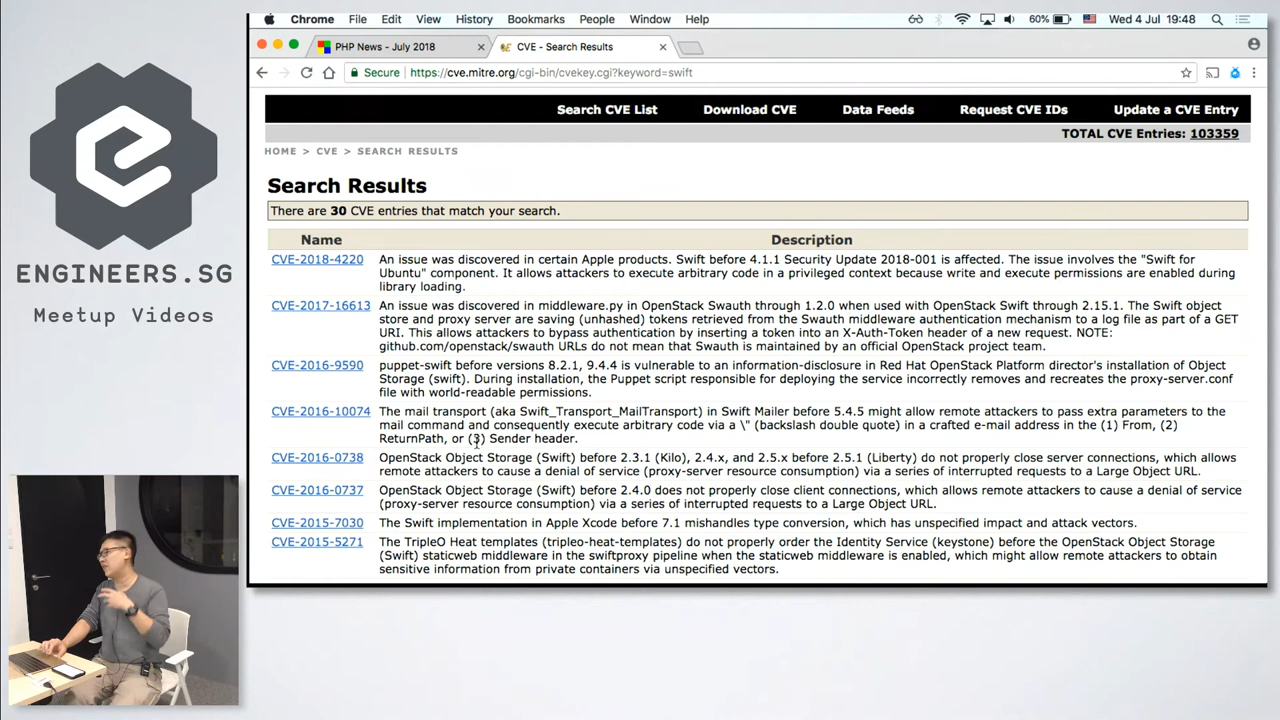 Chrome File Edit View History Bookmarks People Window Help 60% Wed 4 Jul 19:48
PHP News - July 2018 CVE - Search Results
Secure https://cve.mitre.org/cgi-bin/cvekey.cgi?keyword=swift
Search CVE List Download CVE Data Feeds Request CVE IDs Update a CVE Entry
TOTAL CVE Entries: 103359
HOME > CVE > SEARCH RESULTS
Search Results
There are 30 CVE entries that match your search.
Name Description
CVE-2018-4220 An issue was discovered in certain Apple products. Swift before 4.1.1 Security Update 2018-001 is affected. The issue involves the "Swift for
Ubuntu" component. It allows attackers to execute arbitrary code in a privileged context because write and execute permissions are enabled during
library loading.
CVE-2017-16613 An issue was discovered in middleware.py in OpenStack Swauth through 1.2.0 when used with OpenStack Swift through 2.15.1. The Swift object
store and proxy server are saving (unhashed) tokens retrieved from the Swauth middleware authentication mechanism to a log file as part of a GET
URI. This allows attackers to bypass authentication by inserting a token into an X-Auth-Token header of a new request. NOTE:
github.com/openstack/swauth URLs do not mean that Swauth is maintained by an official OpenStack project team.
CVE-2016-9590 puppet-swift before versions 8.2.1, 9.4.4 is vulnerable to an information-disclosure in Red Hat OpenStack Platform director's installation of Object
Storage (swift). During installation, the Puppet script responsible for deploying the service incorrectly removes and recreates the proxy-server.conf
file with world-readable permissions.
CVE-2016-10074 The mail transport (aka Swift_Transport_MailTransport) in Swift Mailer before 5.4.5 might allow remote attackers to pass extra parameters to the
mail command and consequently execute arbitrary code via a \" (backslash double quote) in a crafted e-mail address in the (1) From, (2)
ReturnPath, or (3) Sender header.
CVE-2016-0738 OpenStack Object Storage (Swift) before 2.3.1 (Kilo), 2.4.x, and 2.5.x before 2.5.1 (Liberty) do not properly close server connections, which allows
remote attackers to cause a denial of service (proxy-server resource consumption) via a series of interrupted requests to a Large Object URL.
CVE-2016-0737 OpenStack Object Storage (Swift) before 2.4.0 does not properly close client connections, which allows remote attackers to cause a denial of service
(proxy-server resource consumption) via a series of interrupted requests to a Large Object URL.
CVE-2015-7030 The Swift implementation in Apple Xcode before 7.1 mishandles type conversion, which has unspecified impact and attack vectors.
CVE-2015-5271 The TripleO Heat templates (tripleo-heat-templates) do not properly order the Identity Service (keystone) before the OpenStack Object Storage
(Swift) staticweb middleware in the swiftproxy pipeline when the staticweb middleware is enabled, which might allow remote attackers to obtain
sensitive information from private containers via unspecified vectors.
ENGINEERS.SG
Meetup Videos